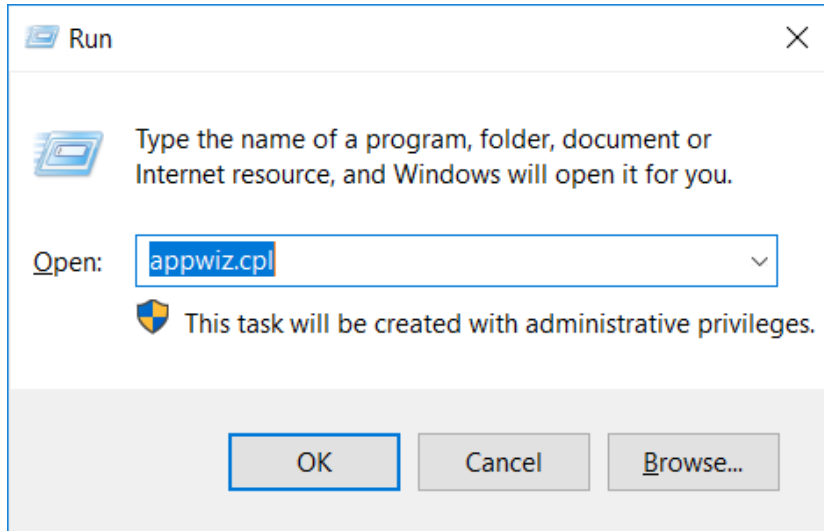 Run
Type the name of a program, folder, document or
Internet resource, and Windows will open it for you.
Open: appwiz.cpl
This task will be created with administrative privileges.
OK Cancel Browse...